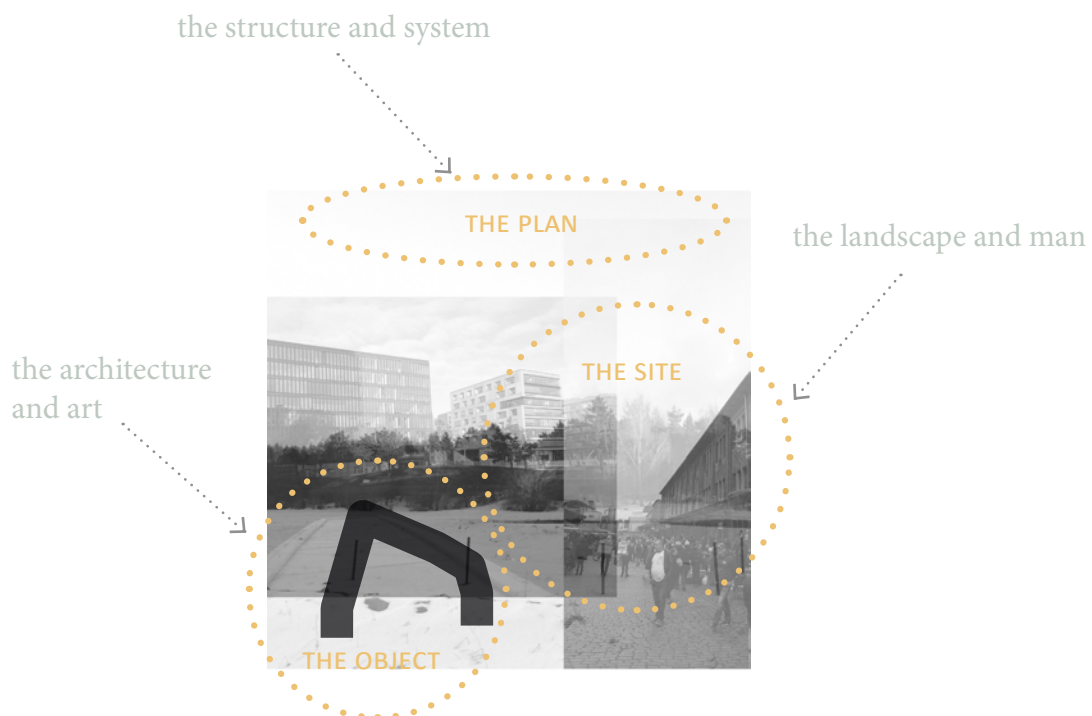 the structure and system
THE PLAN
the landscape and man
THE SITE
the architecture
and art
THE OBJECT